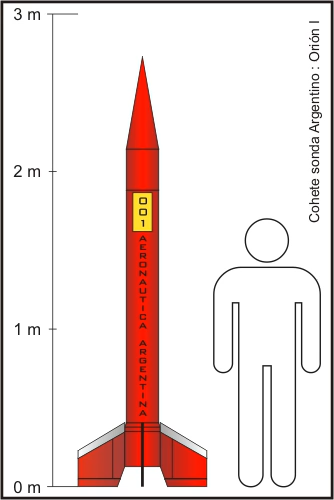 3 m
2 m
1 m
0 m
001
AERONAUTICA ARGENTINA
Cohete sonda Argentino : Orión I